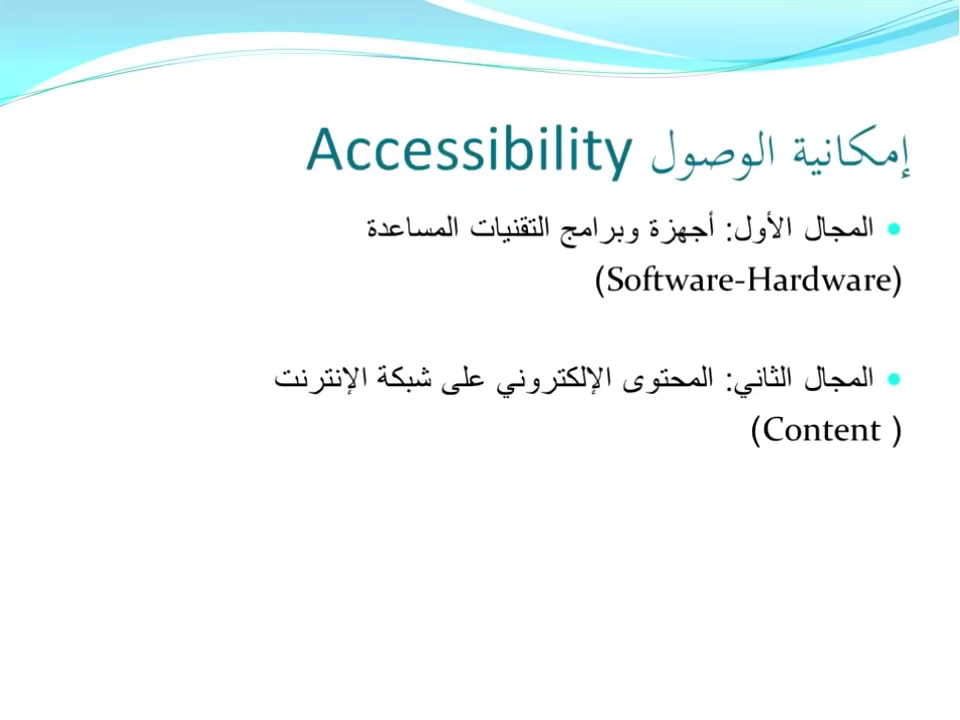 إمكانية الوصول Accessibility
• المجال الأول: أجهزة وبرامج التقنيات المساعدة
(Software-Hardware)
• المجال الثاني: المحتوى الإلكتروني على شبكة الإنترنت
(Content )